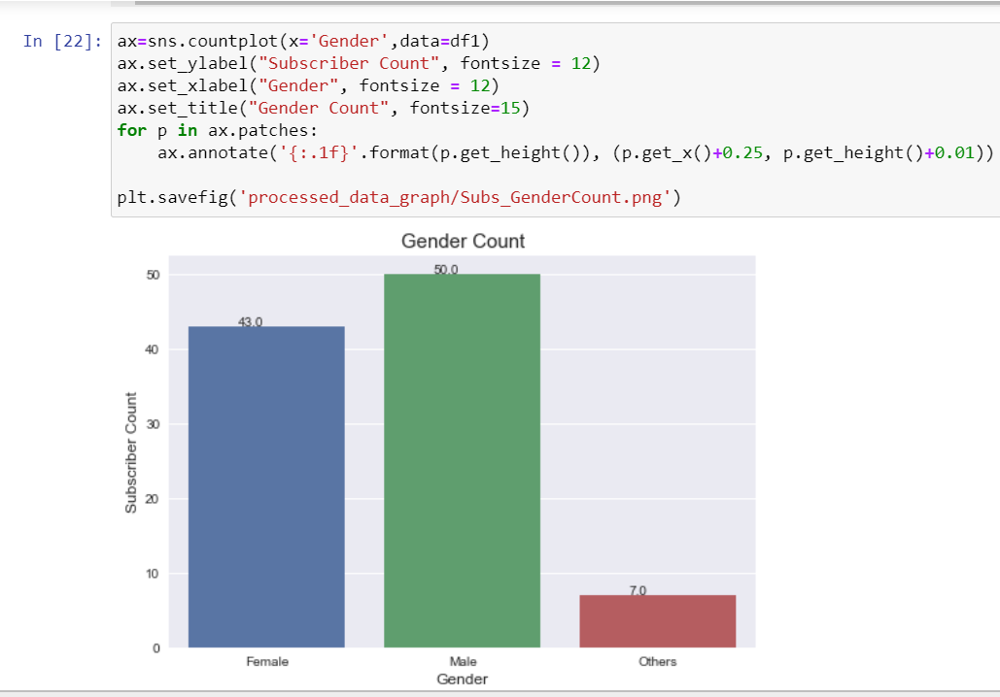 In [22]:
ax=sns.countplot(x='Gender',data=df1)
ax.set_ylabel("Subscriber Count", fontsize = 12)
ax.set_xlabel("Gender", fontsize = 12)
ax.set_title("Gender Count", fontsize=15)
for p in ax.patches:
    ax.annotate('{:.1f}'.format(p.get_height()), (p.get_x()+0.25, p.get_height()+0.01))
plt.savefig('processed_data_graph/Subs_GenderCount.png')
Gender Count
50
50.0
43.0
40
30
20
10
7.0
0
Subscriber Count
Female Male Others
Gender